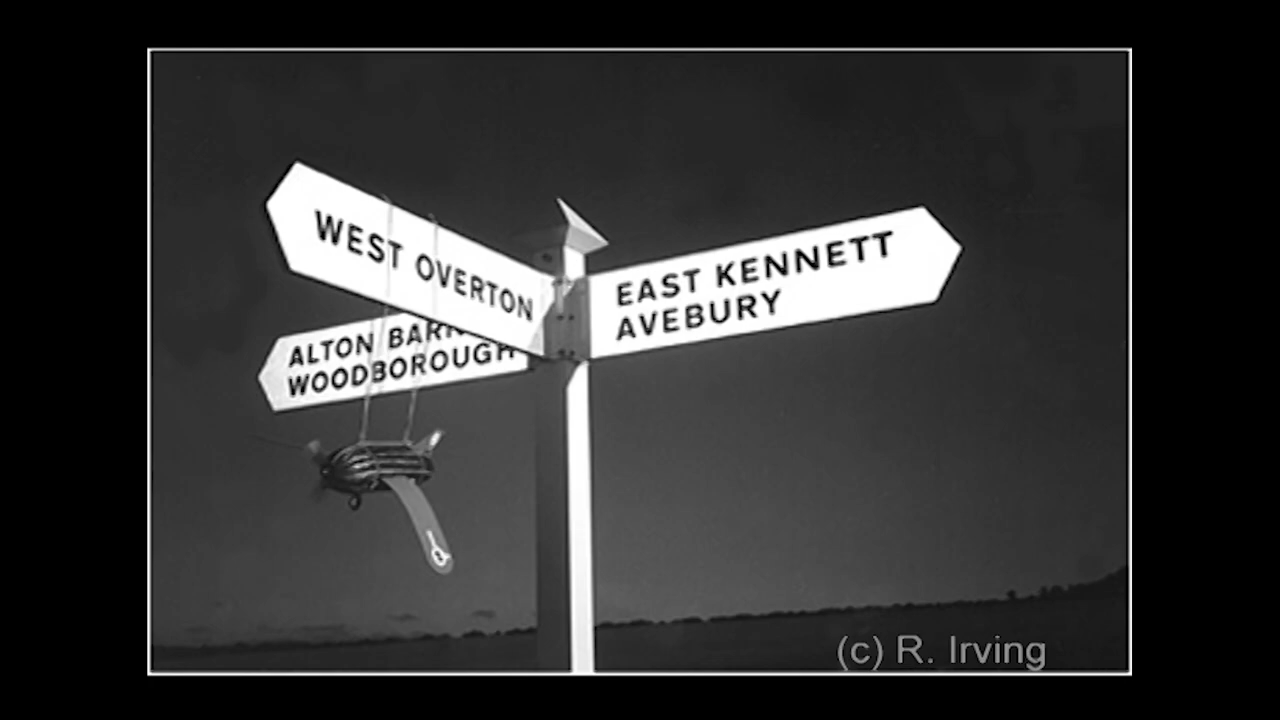 WEST OVERTON
EAST KENNETT
AVEBURY
ALTON
WOODBOROUGH
(c) R. Irving